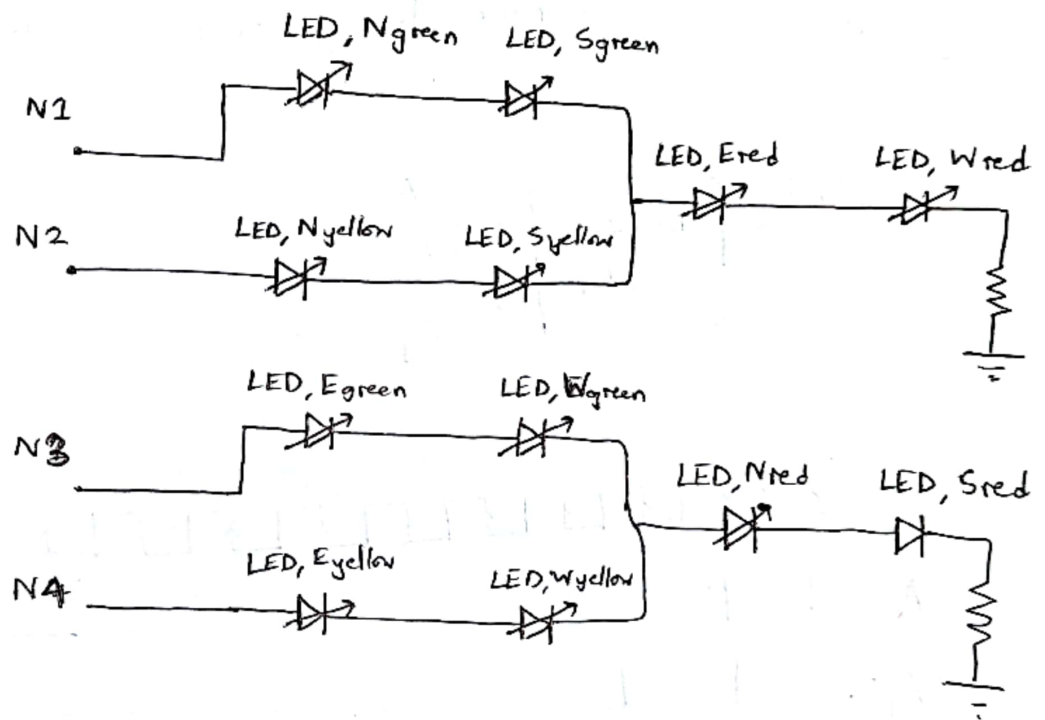 LED, Ngreen
LED, Sgreen
N1
LED, Ered
LED, Wred
N2
LED, Nyellow
LED, Syellow
LED, Egreen
LED, Wgreen
N3
LED, Nred
LED, Sred
LED, Eyellow
LED, Wyellow
N4